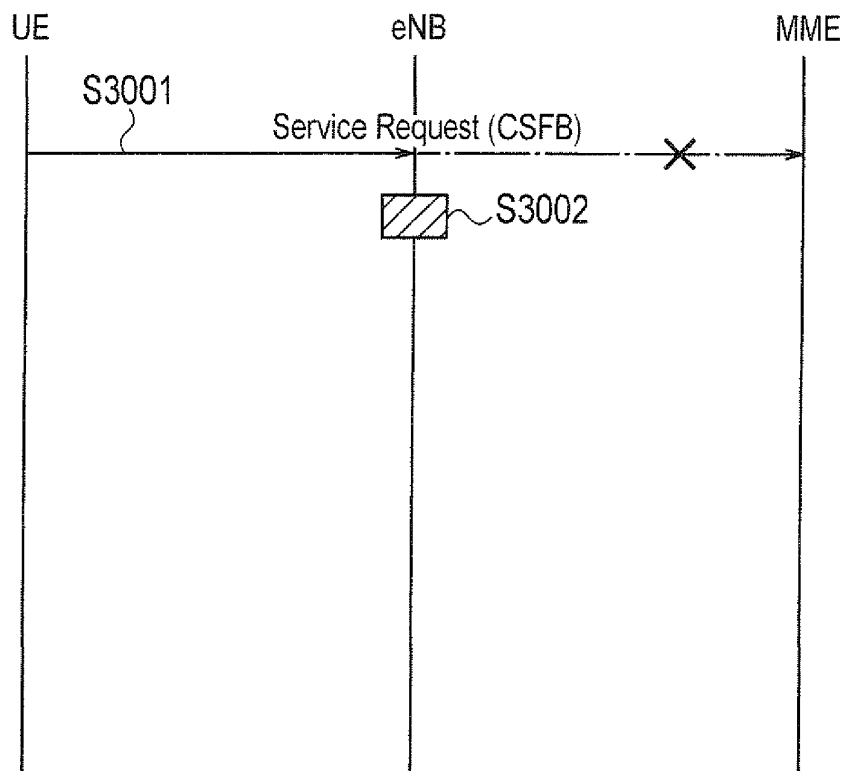 UE
eNB
MME
S3001
Service Request (CSFB)
S3002